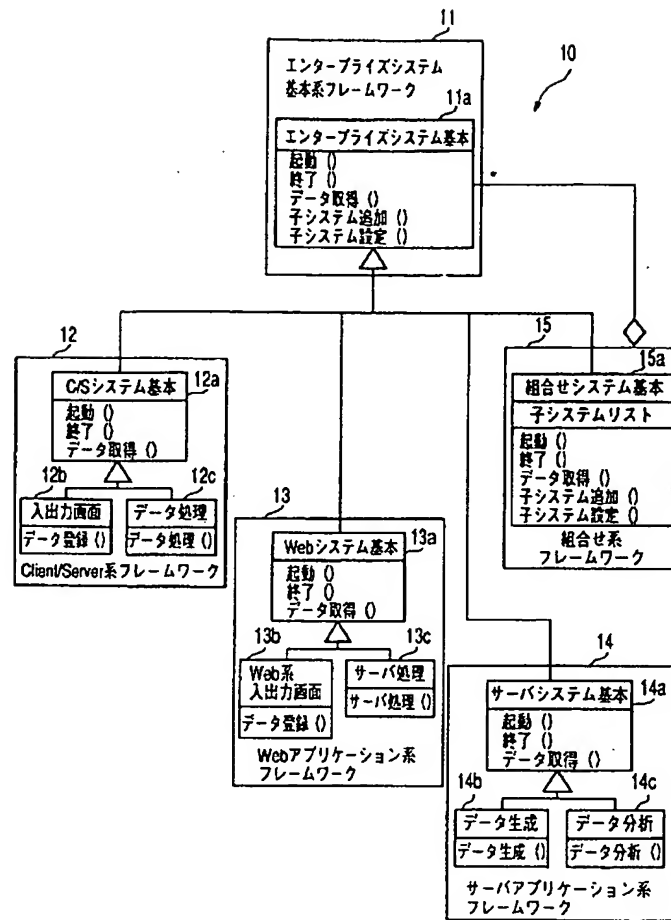 11
エンタープライズシステム
基本系フレームワーク
10
11a
エンタープライズシステム基本
起動 ()
終了 ()
データ取得 ()
子システム追加 ()
子システム設定 ()
12
C/Sシステム基本
12a
起動 ()
終了 ()
データ取得 ()
12b
入出力画面
データ登録 ()
12c
データ処理
データ処理 ()
Client/Server系フレームワーク
13
Webシステム基本
13a
起動 ()
終了 ()
データ取得 ()
13b
Web系
入出力画面
データ登録 ()
13c
サーバ処理
サーバ処理 ()
Webアプリケーション系
フレームワーク
15
15a
組合せシステム基本
子システムリスト
起動 ()
終了 ()
データ取得 ()
子システム追加 ()
子システム設定 ()
組合せ系
フレームワーク
14
サーバシステム基本
14a
起動 ()
終了 ()
データ取得 ()
14b
データ生成
データ生成 ()
14c
データ分析
データ分析 ()
サーバアプリケーション系
フレームワーク